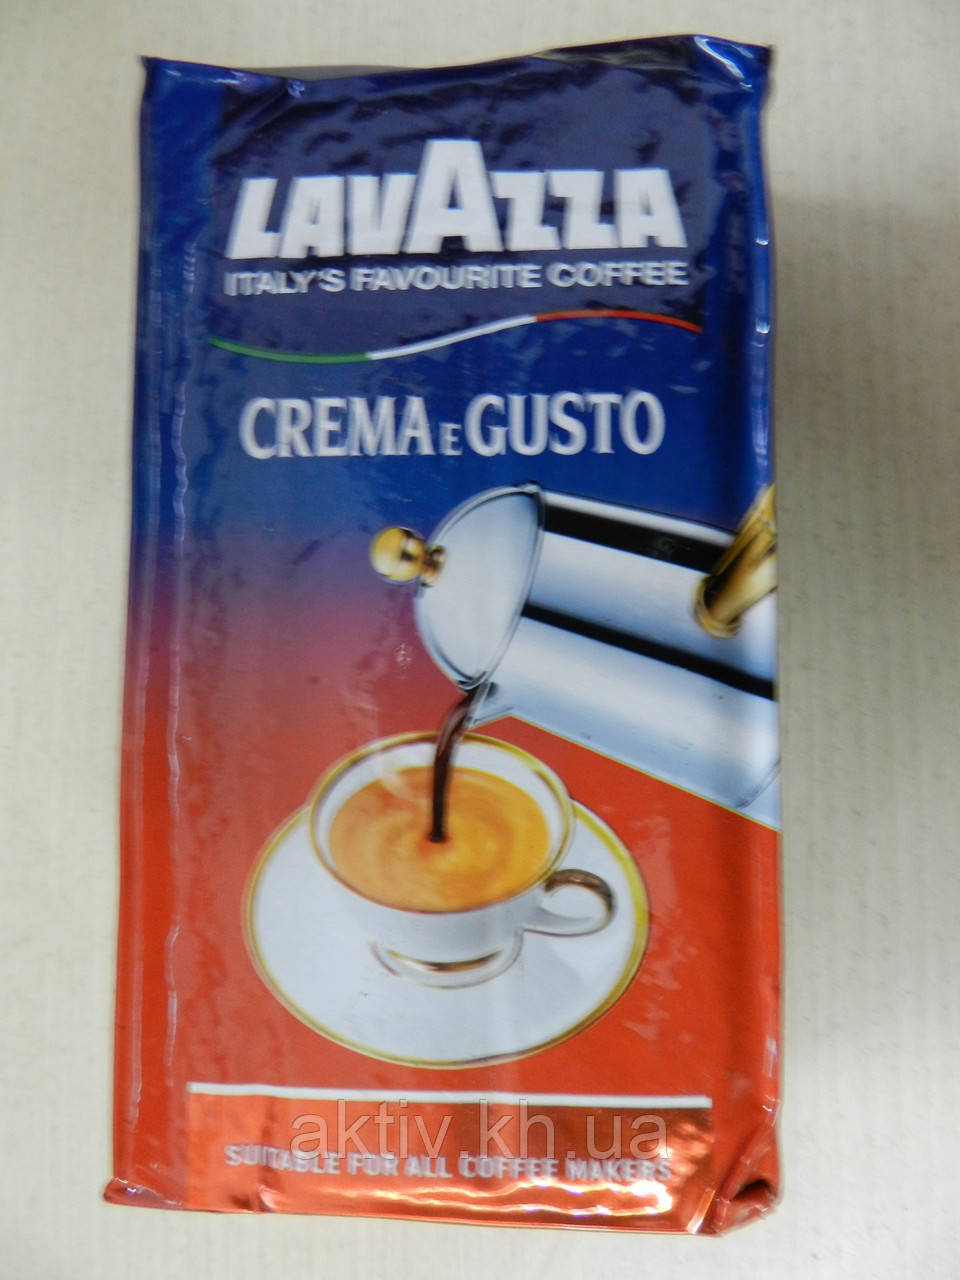 LAVAZZA
ITALY'S FAVOURITE COFFEE
CREMA E GUSTO
aktiv.kh.ua
SUITABLE FOR ALL COFFEE MAKERS